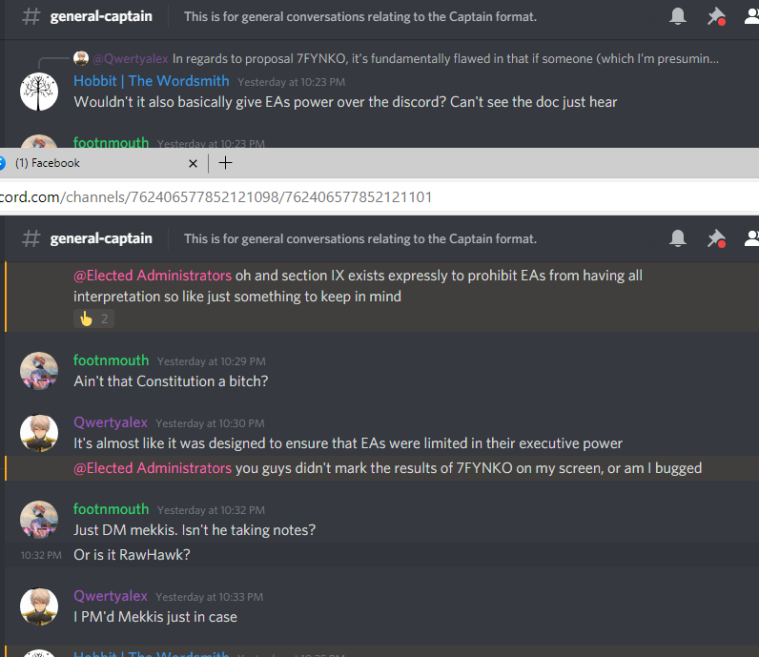 general-captain This is for general conversations relating to the Captain format.
@Qwertyalex In regards to proposal 7FYNKO, it's fundamentally flawed in that if someone (which I'm presumin...
Hobbit | The Wordsmith Yesterday at 10:23 PM
Wouldn't it also basically give EAs power over the discord? Can't see the doc just hear
footnmouth Yesterday at 10:23 PM
(1) Facebook
cord.com/channels/762406577852121098/762406577852121101
general-captain This is for general conversations relating to the Captain format.
@Elected Administrators oh and section IX exists expressly to prohibit EAs from having all
interpretation so like just something to keep in mind
2
footnmouth Yesterday at 10:29 PM
Ain't that Constitution a bitch?
Qwertyalex Yesterday at 10:30 PM
It's almost like it was designed to ensure that EAs were limited in their executive power
@Elected Administrators you guys didn't mark the results of 7FYNKO on my screen, or am I bugged
footnmouth Yesterday at 10:32 PM
Just DM mekkis. Isn't he taking notes?
10:32 PM Or is it RawHawk?
Qwertyalex Yesterday at 10:33 PM
I PM'd Mekkis just in case
Hobbit | The Wordsmith